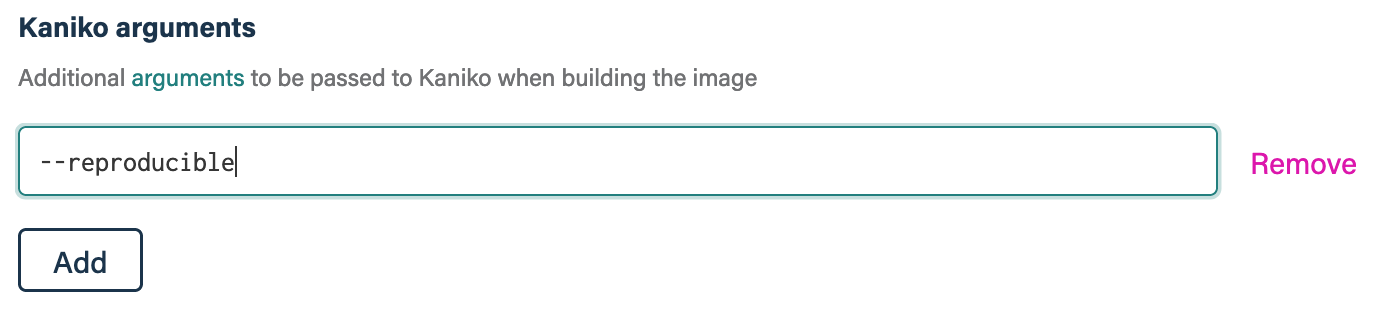 Kaniko arguments
Additional arguments to be passed to Kaniko when building the image
--reproducible
Remove
Add